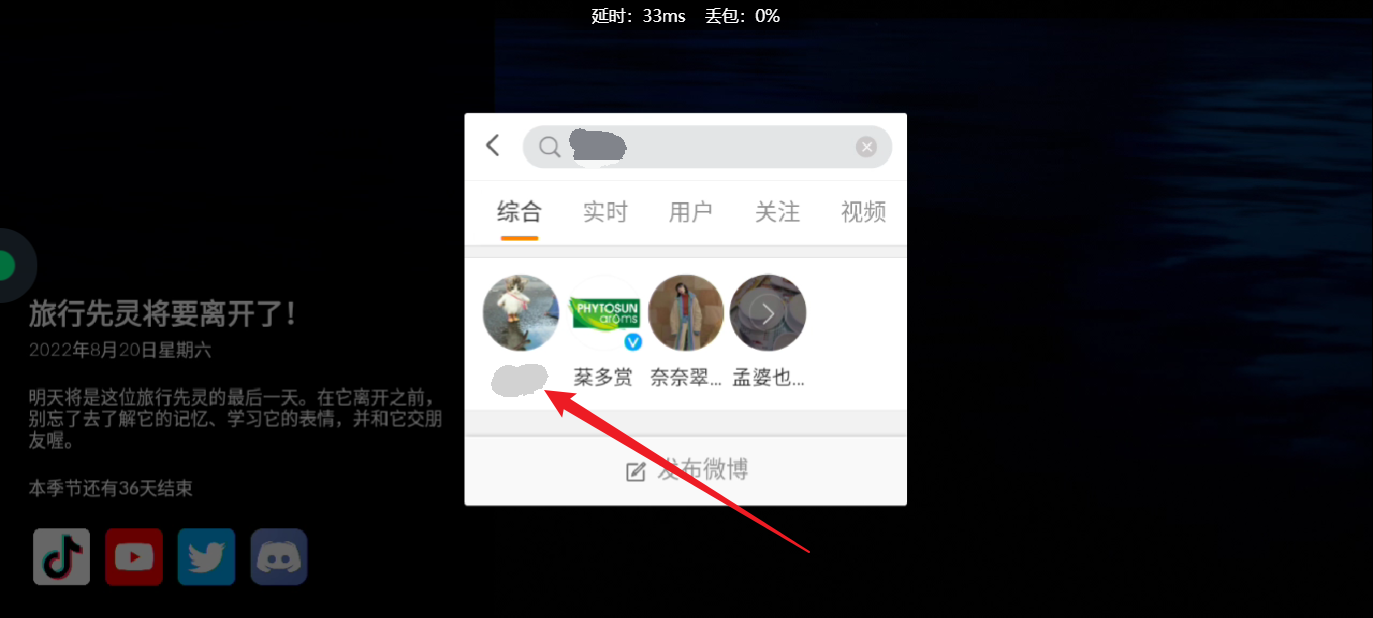 延时：33ms 丢包：0%
综合 实时 用户 关注 视频
PHYTOSUN
arôms
菜多赏 奈奈翠... 孟婆也...
发布微博
旅行先灵将要离开了！
2022年8月20日星期六
明天将是这位旅行先灵的最后一天。在它离开之前，
别忘了去了解它的记忆、学习它的表情，并和它交朋
友喔。
本季节还有36天结束